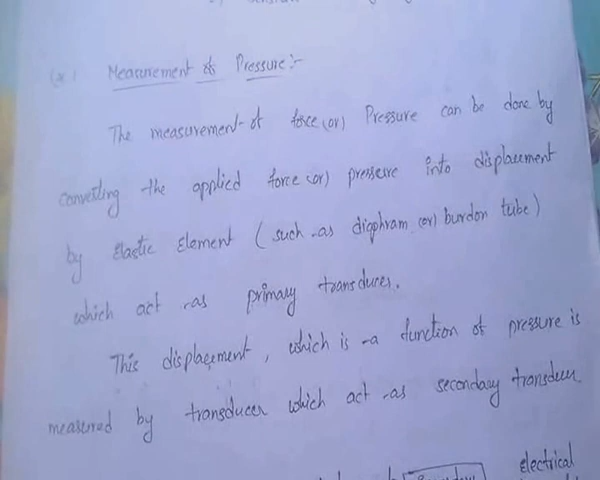 (x) Measurement of Pressure :-
The measurement of force (or) Pressure can be done by
converting the applied force (or) pressure into displacement
by Elastic Element (such as diaphram (or) burdon tube)
which act as primary transducer.
This displacement, which is a function of pressure is
measured by transducer which act as secondary transducer
electrical